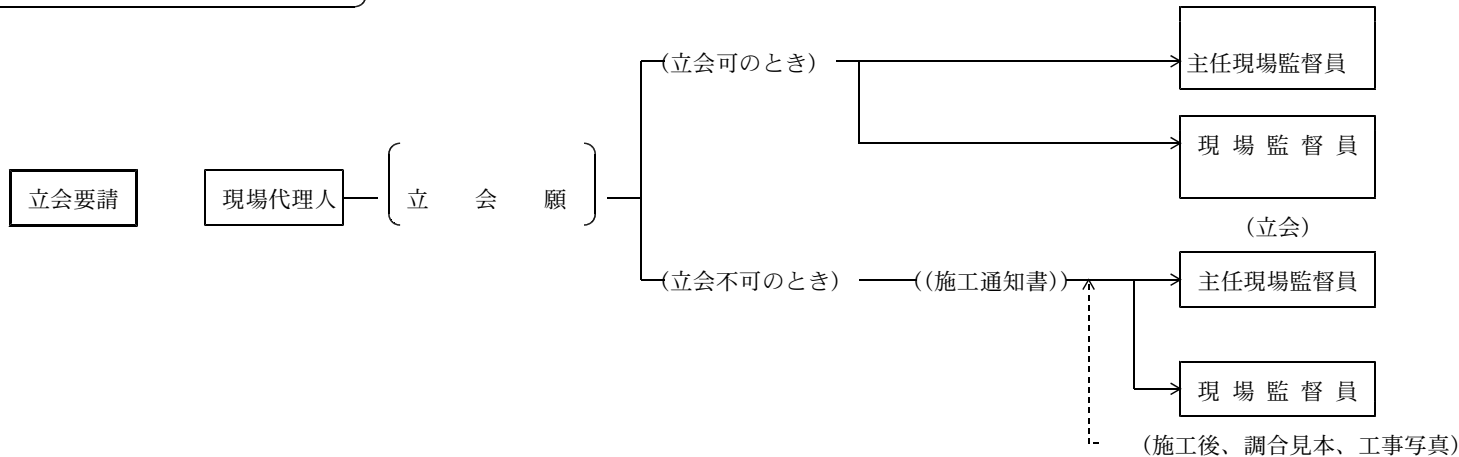 (立会可のとき)
主任現場監督員
現場監督員
立会要請
現場代理人
立会願
(立会)
(立会不可のとき)
((施工通知書))
主任現場監督員
現場監督員
(施工後、調合見本、工事写真)